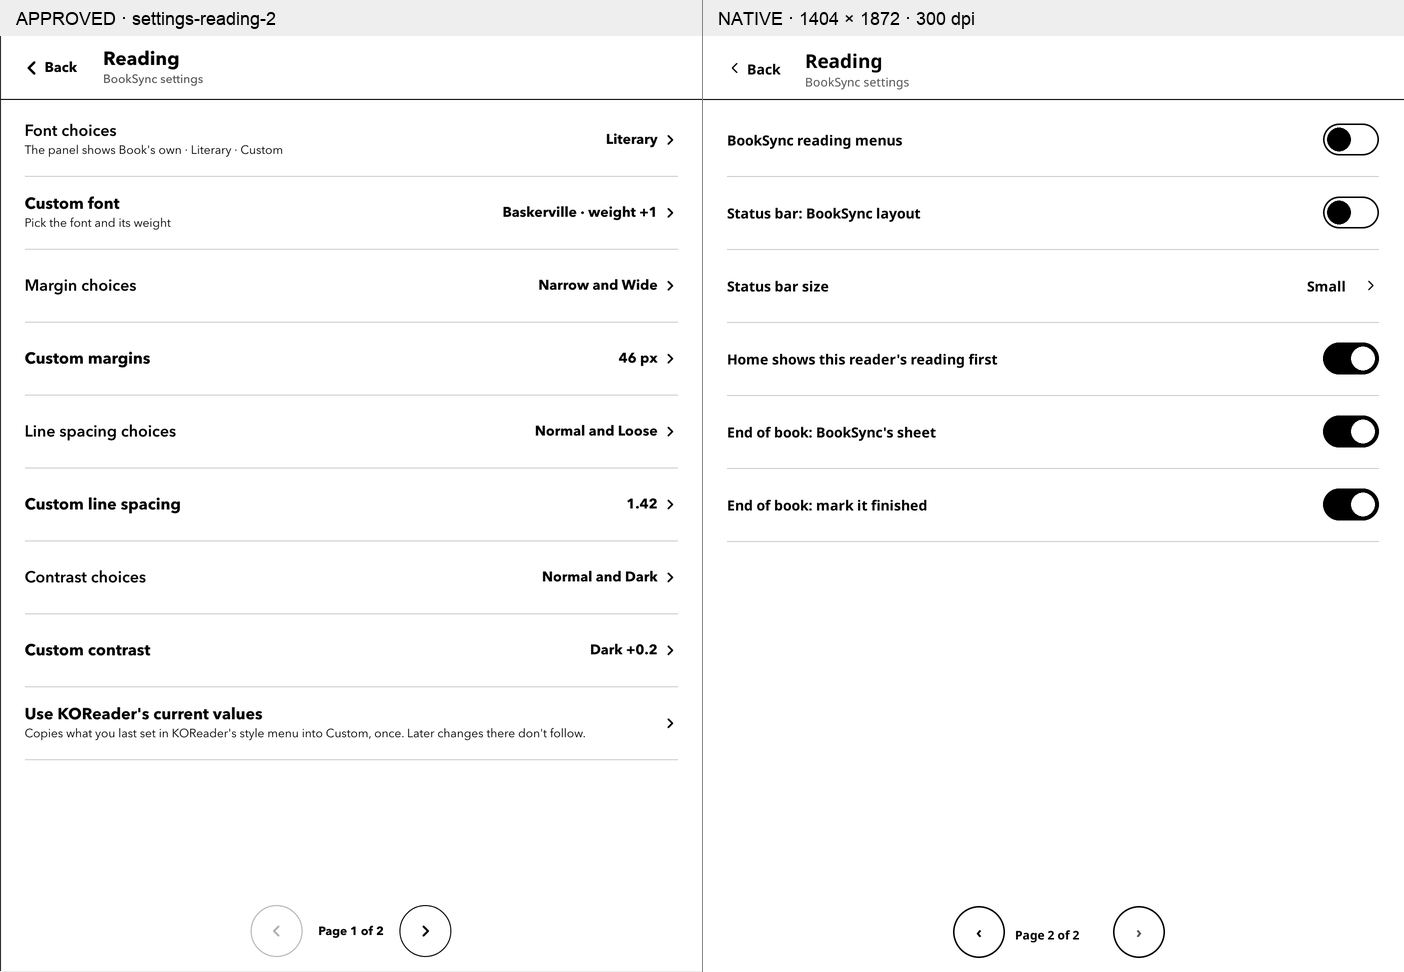 APPROVED · settings-reading-2
Back
Reading
BookSync settings
Font choices
The panel shows Book's own · Literary · Custom
Literary
Custom font
Pick the font and its weight
Baskerville · weight +1
Margin choices
Narrow and Wide
Custom margins
46 px
Line spacing choices
Normal and Loose
Custom line spacing
1.42
Contrast choices
Normal and Dark
Custom contrast
Dark +0.2
Use KOReader's current values
Copies what you last set in KOReader's style menu into Custom, once. Later changes there don't follow.
Page 1 of 2
NATIVE · 1404 × 1872 · 300 dpi
Back
Reading
BookSync settings
BookSync reading menus
Status bar: BookSync layout
Status bar size
Small
Home shows this reader's reading first
End of book: BookSync's sheet
End of book: mark it finished
Page 2 of 2